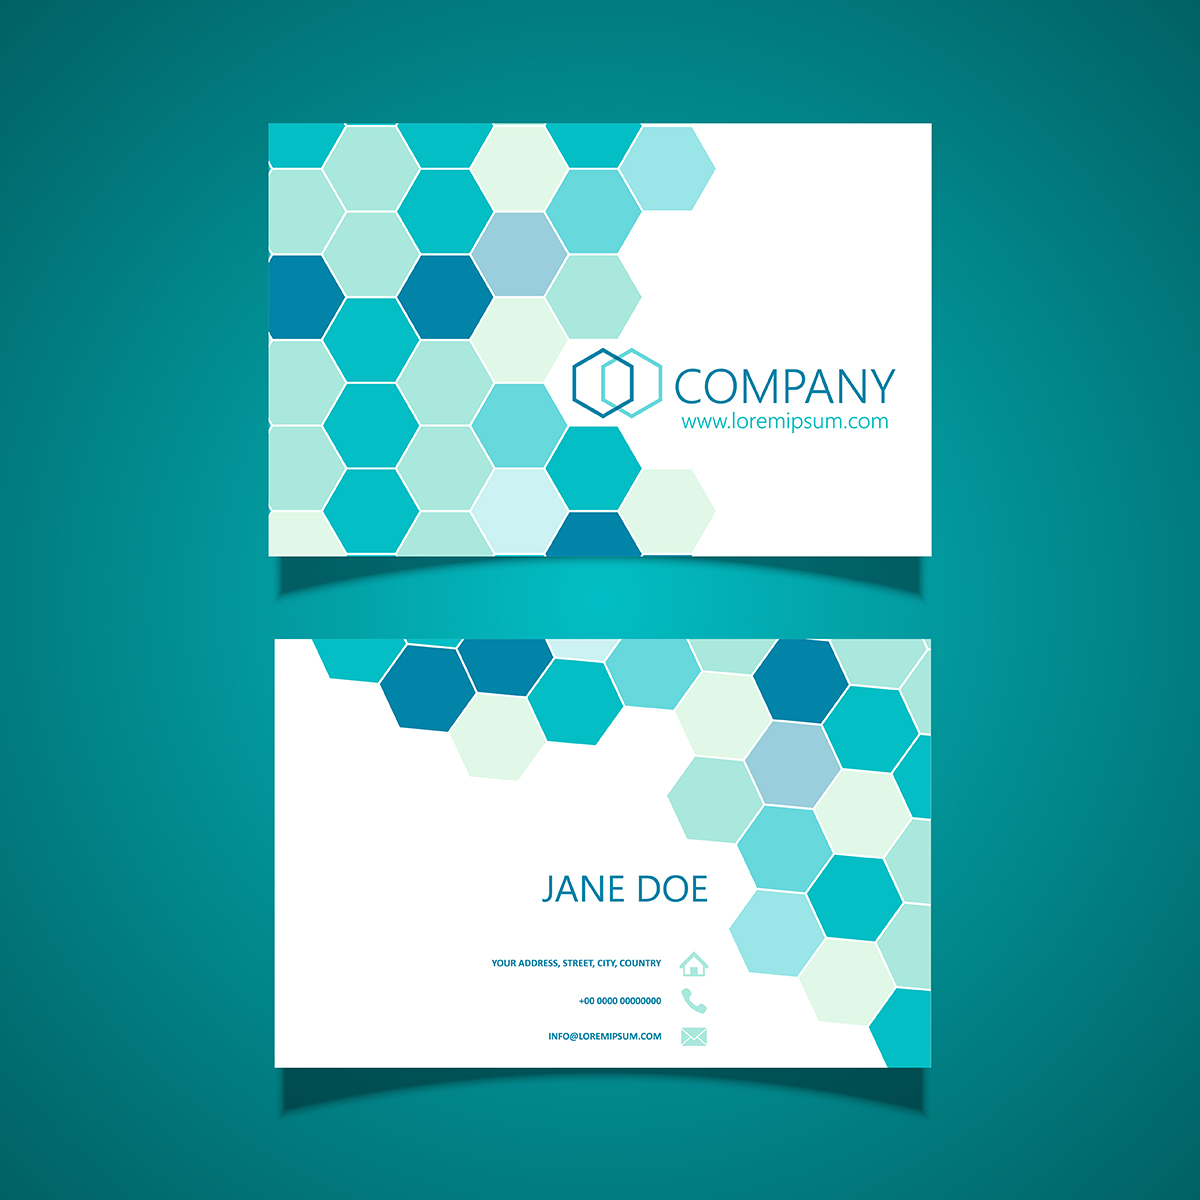 COMPANY
www.loremipsum.com
JANE DOE
YOUR ADDRESS, STREET, CITY, COUNTRY
+00 0000 00000000
INFO@LOREMIPSUM.COM